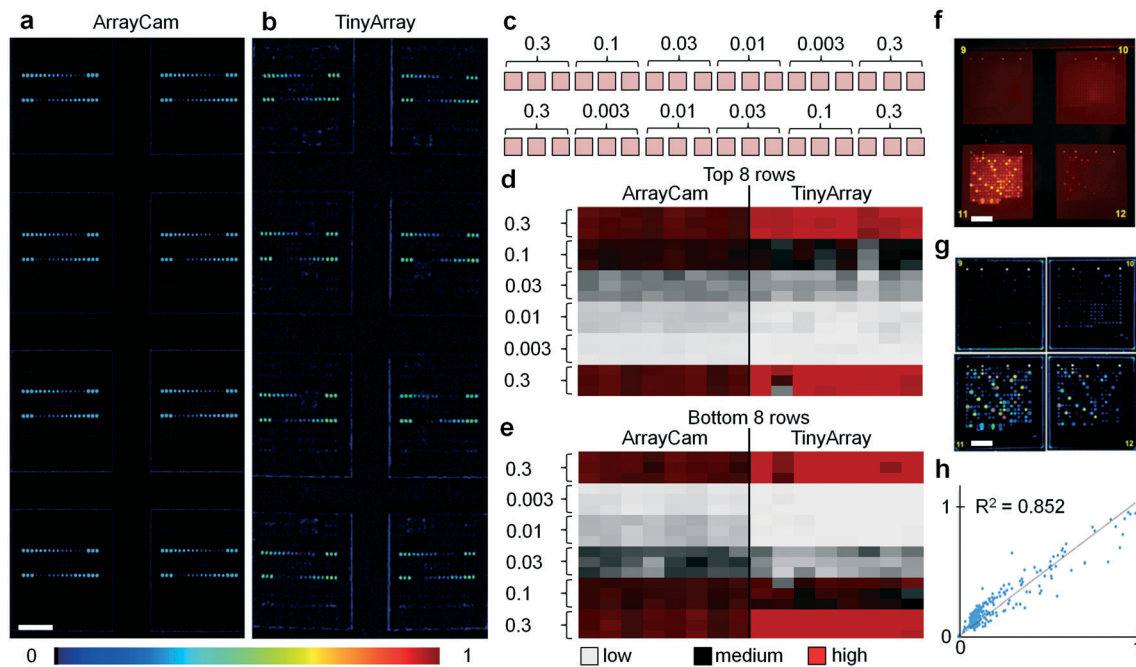 a
ArrayCam
b
TinyArray
0
1
c
0.3 0.1 0.03 0.01 0.003 0.3
0.3 0.003 0.01 0.03 0.1 0.3
d
Top 8 rows
ArrayCam TinyArray
0.3
0.1
0.03
0.01
0.003
0.3
e
Bottom 8 rows
ArrayCam TinyArray
0.3
0.003
0.01
0.03
0.1
0.3
low medium high
f
9 10
11 12
g
9 10
11 12
h
1
R² = 0.852
0
0